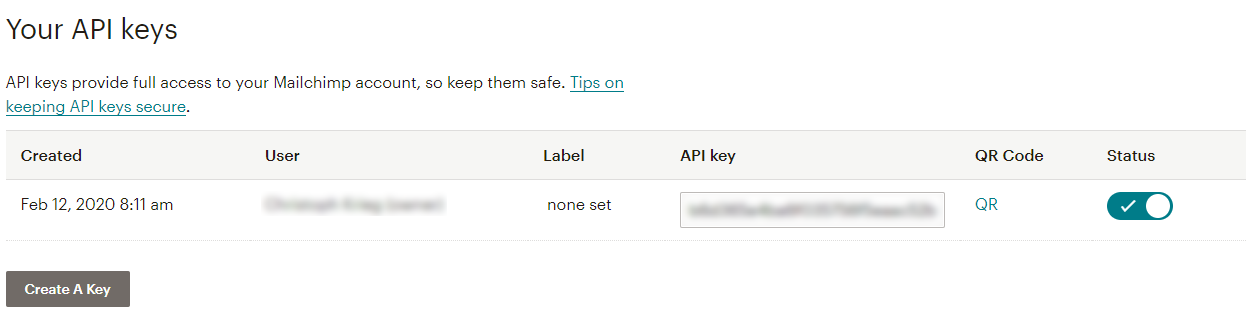 Your API keys
API keys provide full access to your Mailchimp account, so keep them safe. Tips on
keeping API keys secure.
Created User Label API key QR Code Status
Feb 12, 2020 8:11 am none set QR
Create A Key